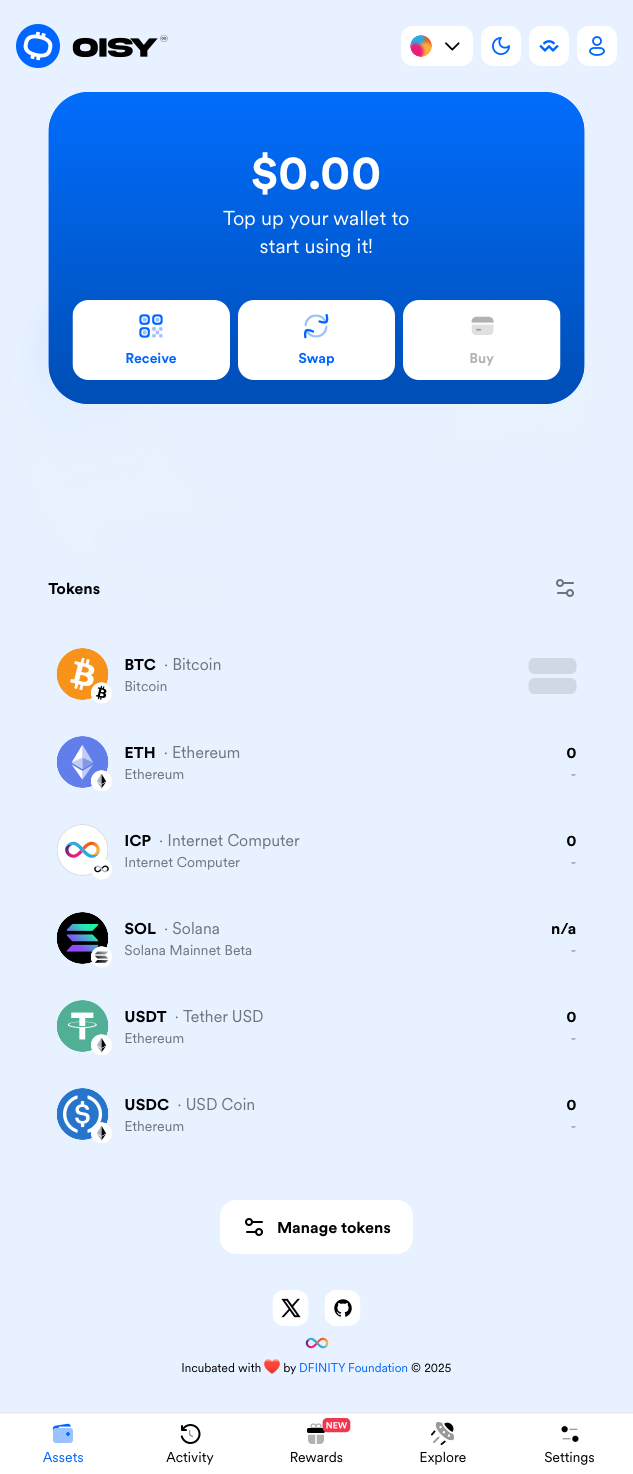 OISY
$0.00
Top up your wallet to
start using it!
Receive
Swap
Buy
Tokens
BTC · Bitcoin
Bitcoin
ETH · Ethereum
0
Ethereum
-
ICP · Internet Computer
0
Internet Computer
-
SOL · Solana
n/a
Solana Mainnet Beta
-
USDT · Tether USD
0
Ethereum
-
USDC · USD Coin
0
Ethereum
-
Manage tokens
Incubated with ❤️ by DFINITY Foundation © 2025
NEW
Assets
Activity
Rewards
Explore
Settings